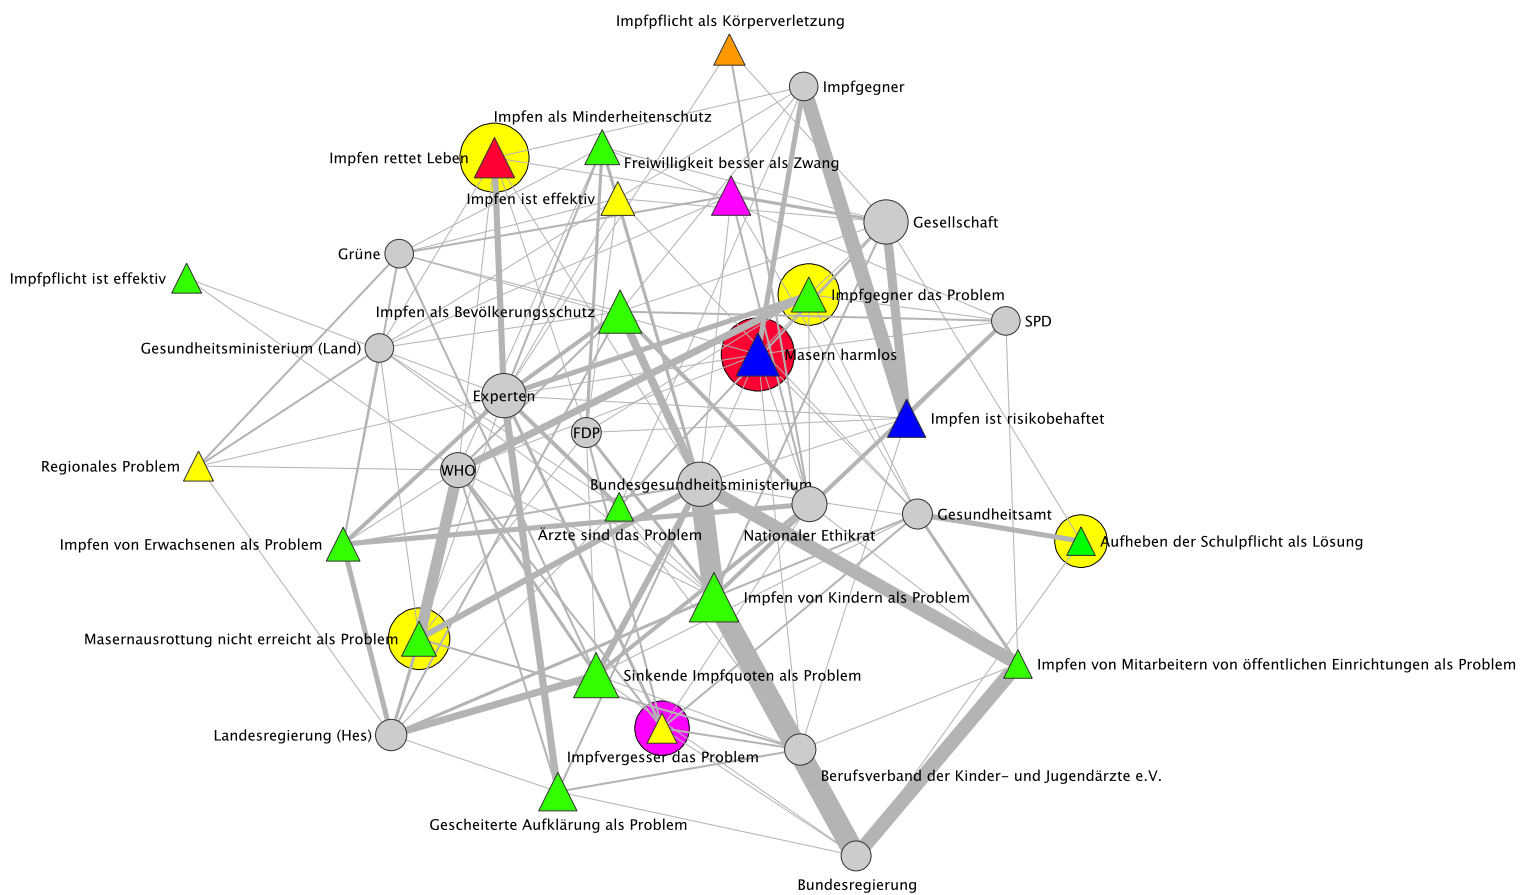 Impfpflicht als Körperverletzung
Impfgegner
Impfen als Minderheitenschutz
Impfen rettet Leben
Freiwilligkeit besser als Zwang
Impfen ist effektiv
Gesellschaft
Grüne
Impfpflicht ist effektiv
Impfgegner das Problem
Impfen als Bevölkerungsschutz
SPD
Gesundheitsministerium (Land)
Masern harmlos
Experten
Impfen ist risikobehaftet
FDP
Regionales Problem
WHO
Bundesgesundheitsministerium
Gesundheitsamt
Ärzte sind das Problem
Nationaler Ethikrat
Impfen von Erwachsenen als Problem
Aufheben der Schulpflicht als Lösung
Impfen von Kindern als Problem
Masernausrottung nicht erreicht als Problem
Impfen von Mitarbeitern von öffentlichen Einrichtungen als Problem
Sinkende Impfquoten als Problem
Landesregierung (Hes)
Impfvergesser das Problem
Berufsverband der Kinder- und Jugendärzte e.V.
Gescheiterte Aufklärung als Problem
Bundesregierung